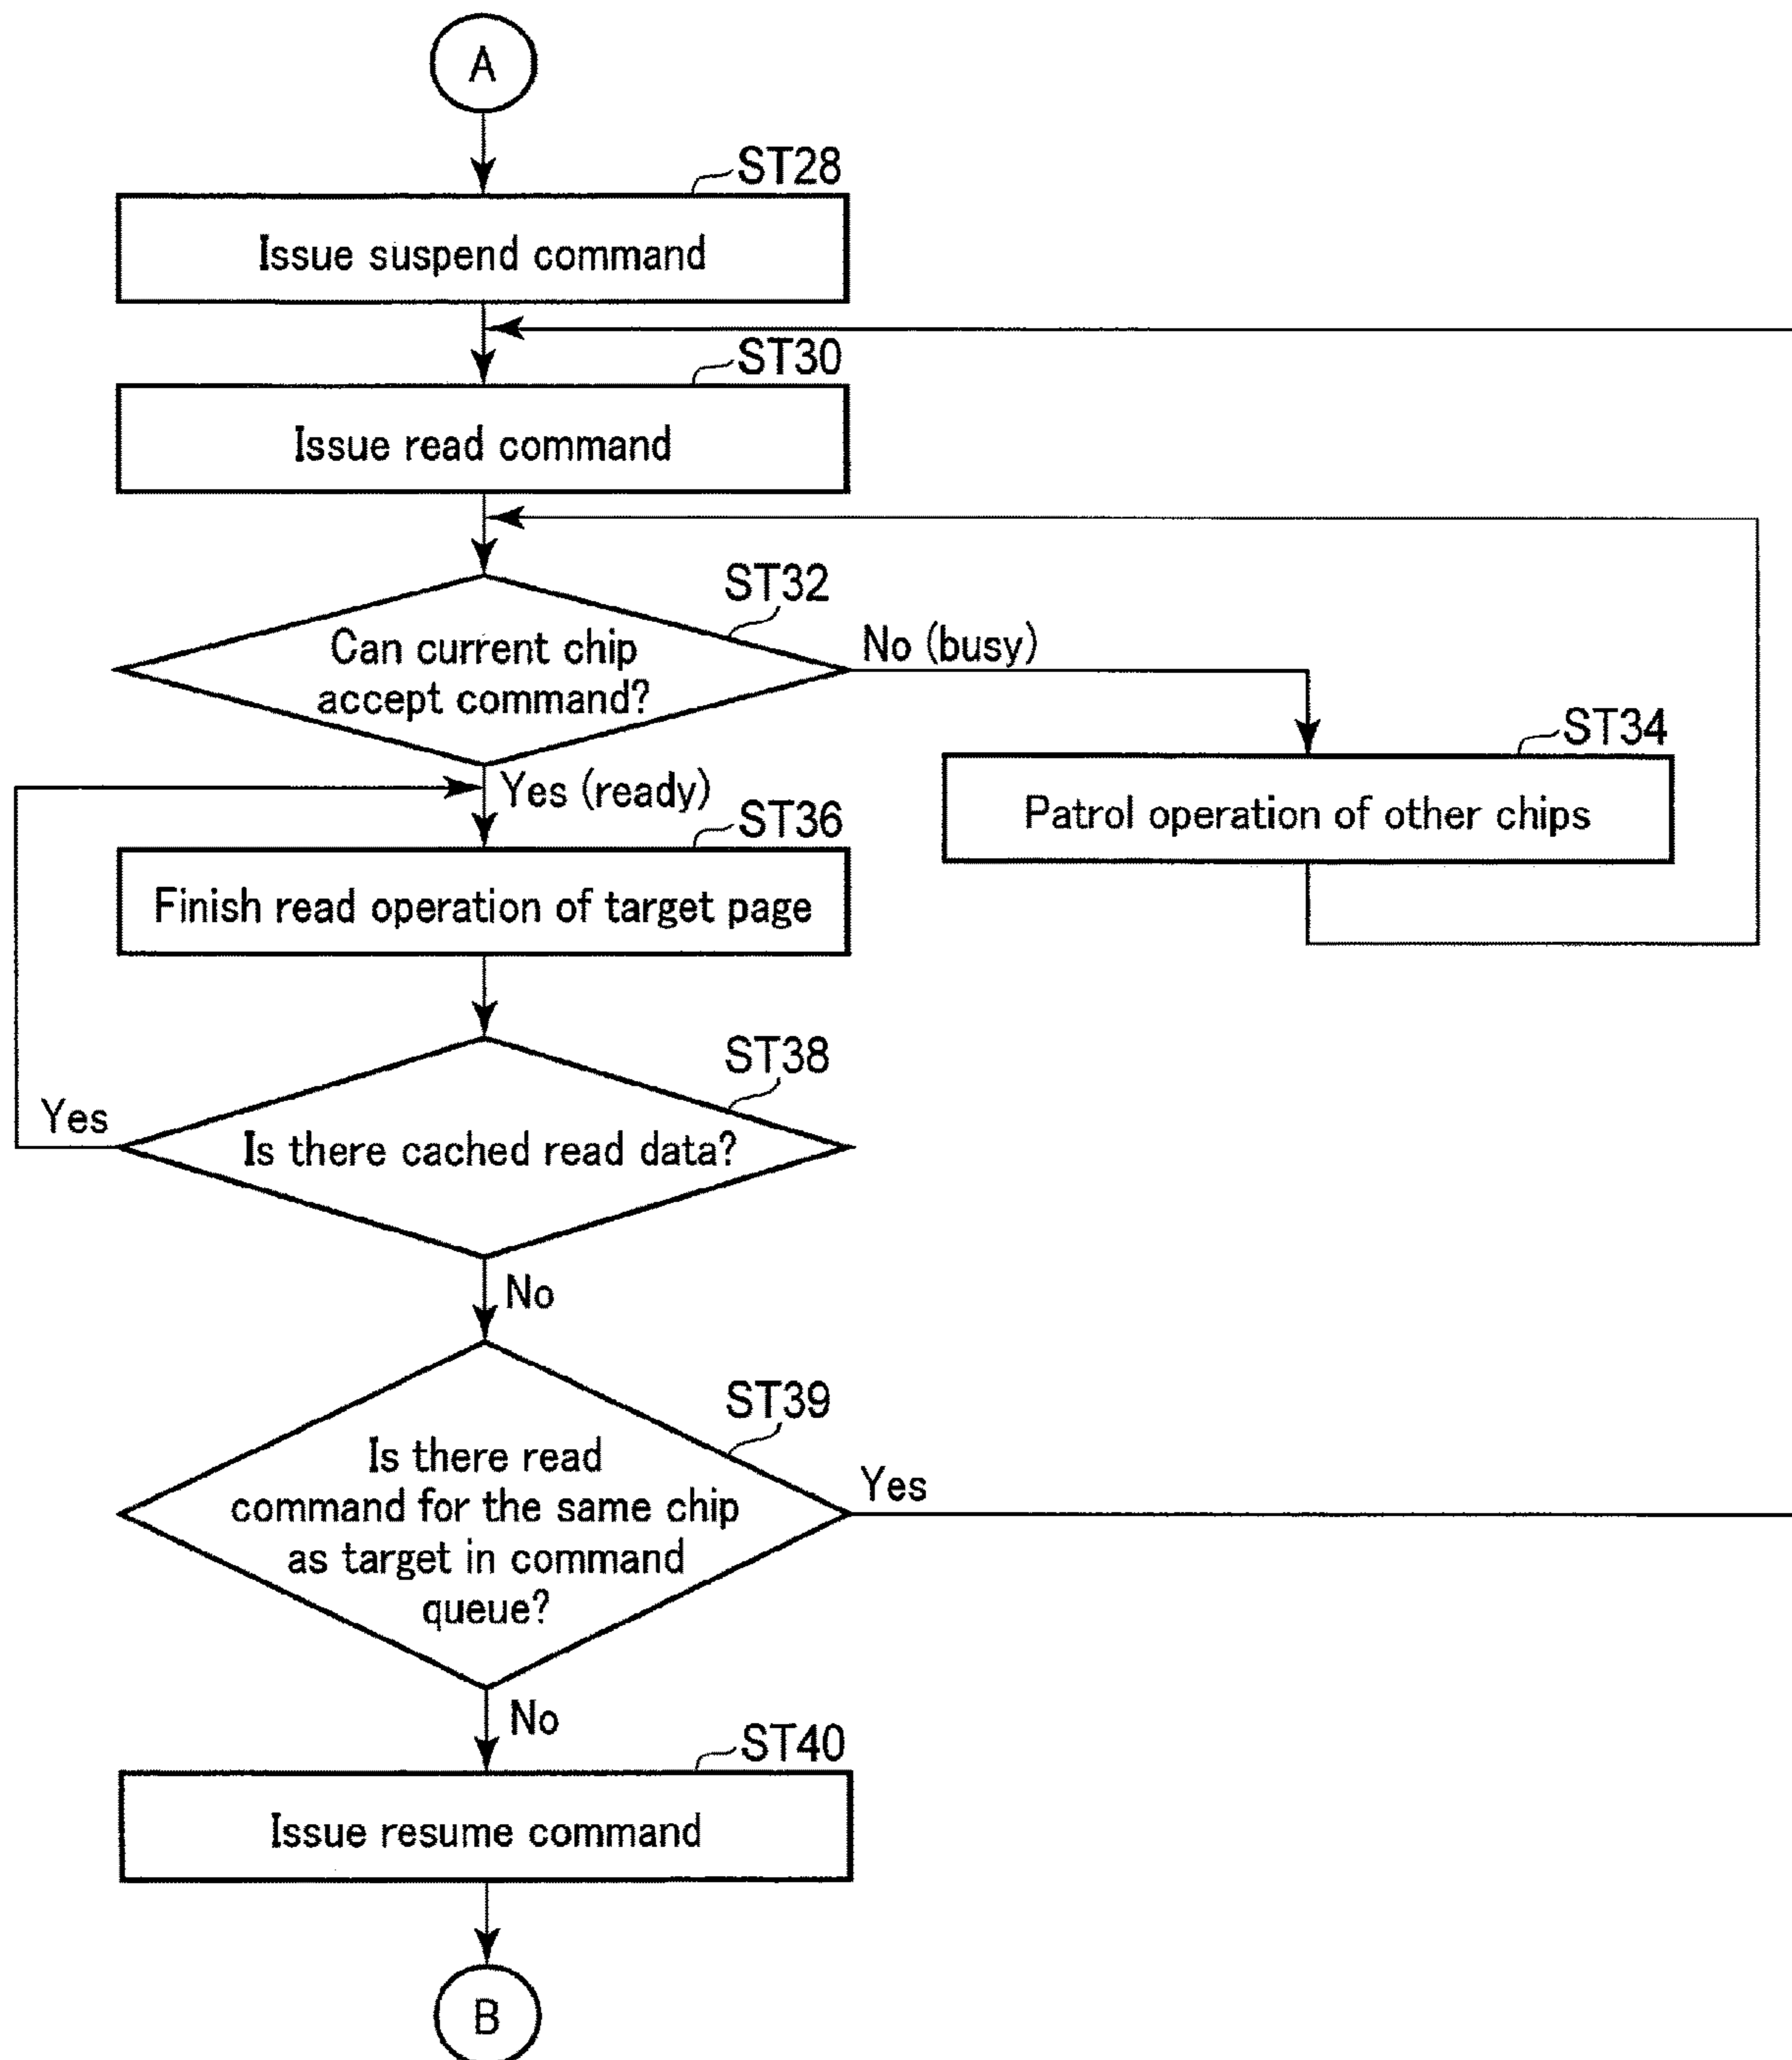 A
ST28
Issue suspend command
ST30
Issue read command
ST32
Can current chip
accept command?
No (busy)
ST34
Patrol operation of other chips
Yes (ready)
ST36
Finish read operation of target page
ST38
Yes
Is there cached read data?
No
ST39
Is there read
command for the same chip
as target in command
queue?
Yes
No
ST40
Issue resume command
B